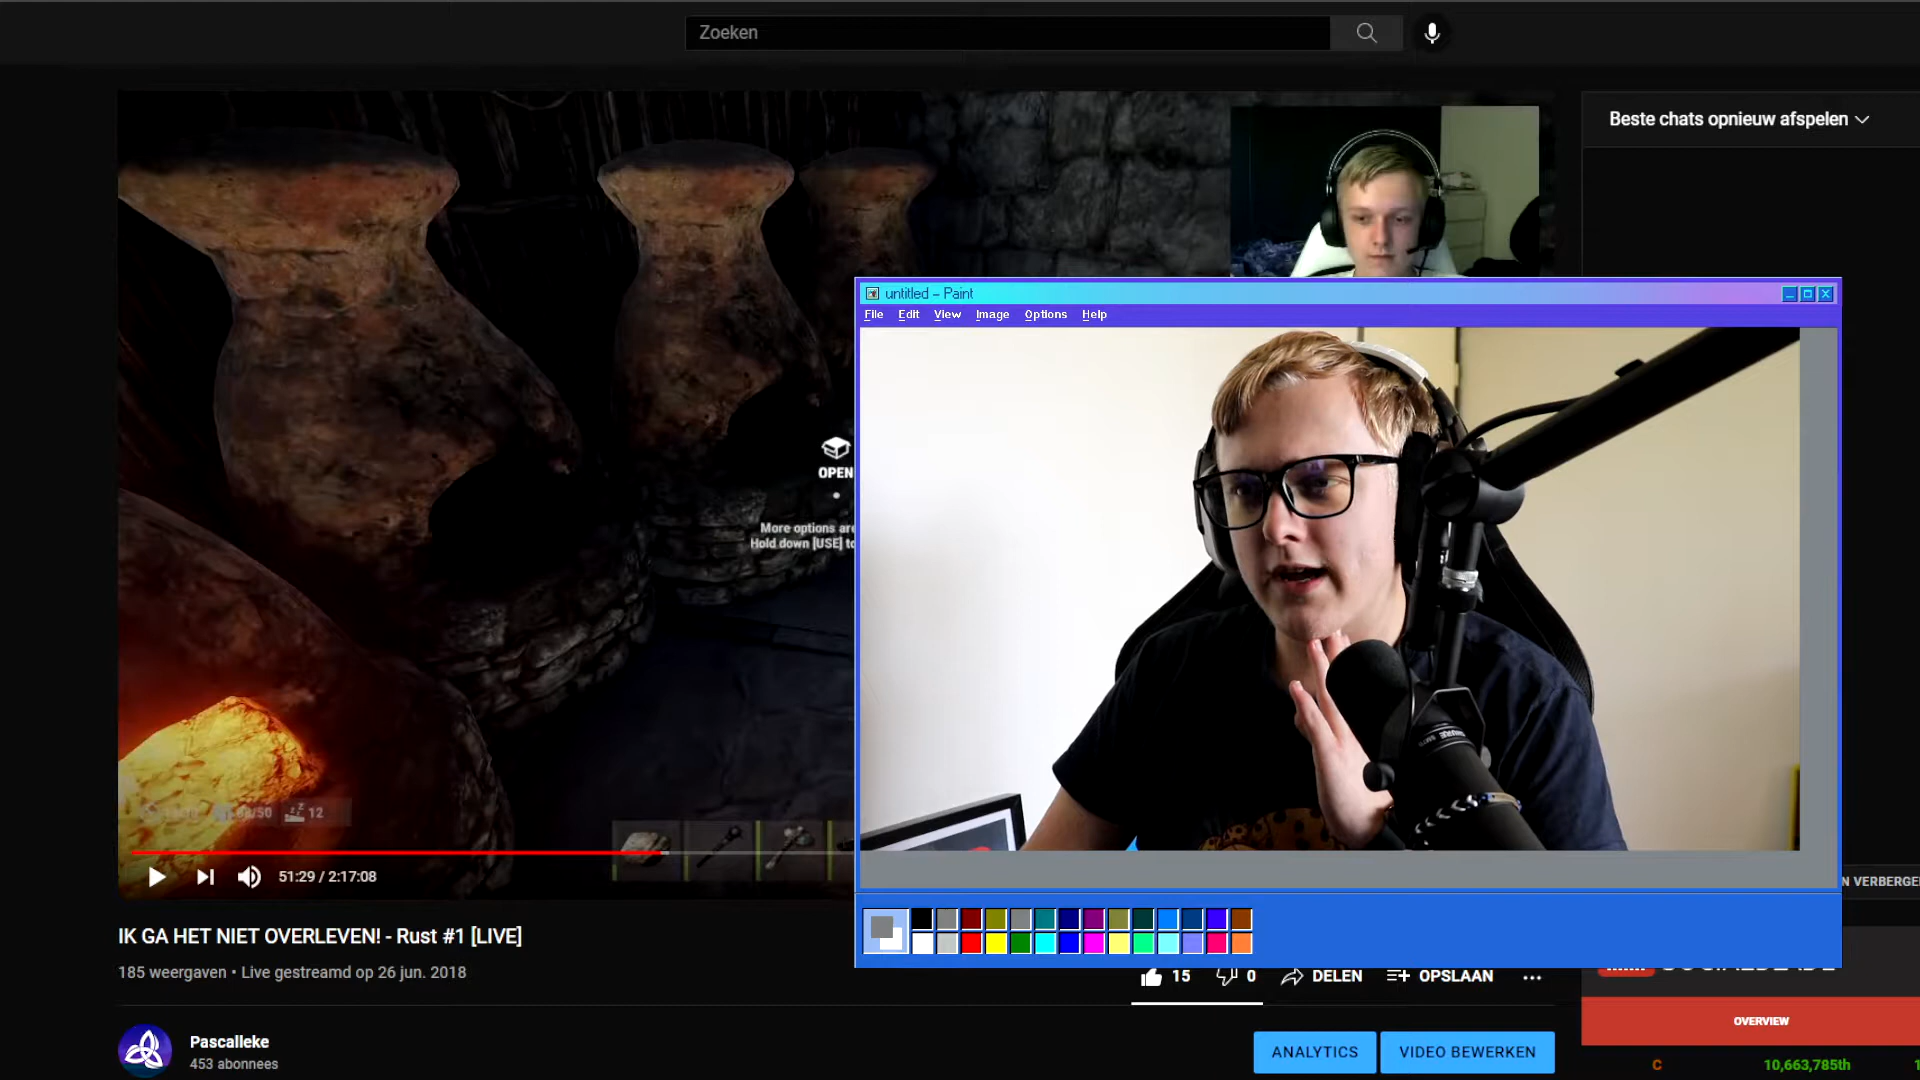 Zoeken
Beste chats opnieuw afspelen
untitled - Paint
File Edit View Image Options Help
OPEN
More options are
Hold down [USE] to
12
51:29 / 2:17:08
N VERBERGE
IK GA HET NIET OVERLEVEN! - Rust #1 [LIVE]
185 weergaven • Live gestreamd op 26 jun. 2018
15 0 DELEN OPSLAAN
OVERVIEW
Pascalleke
453 abonnees
ANALYTICS VIDEO BEWERKEN
C 10,663,785th